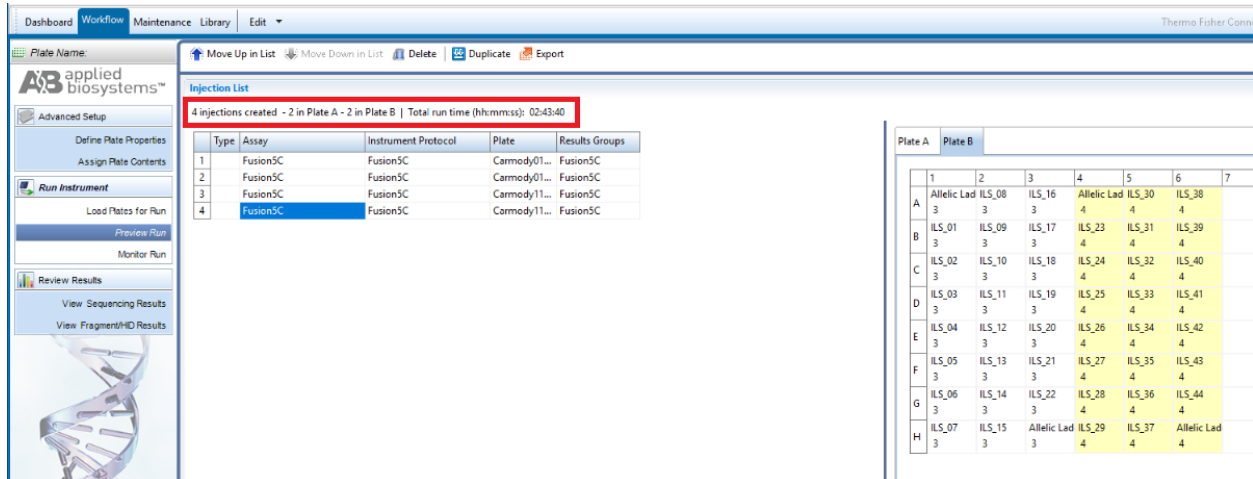 Dashboard Workflow Maintenance Library Edit
Thermo Fisher Conn
Plate Name:
AB applied
biosystems™
Advanced Setup
Define Plate Properties
Assign Plate Contents
Run Instrument
Load Plates for Run
Preview Run
Monitor Run
Review Results
View Sequencing Results
View Fragment/HID Results
Move Up in List Move Down in List Delete Duplicate Export
Injection List
4 injections created - 2 in Plate A - 2 in Plate B | Total run time (hh:mm:ss): 02:43:40
Type Assay Instrument Protocol Plate Results Groups
1 Fusion5C Fusion5C Carmody01... Fusion5C
2 Fusion5C Fusion5C Carmody01... Fusion5C
3 Fusion5C Fusion5C Carmody11... Fusion5C
4 Fusion5C Fusion5C Carmody11... Fusion5C
Plate A Plate B
1 2 3 4 5 6 7
A Allelic Lad ILS_08 ILS_16 Allelic Lad ILS_30 ILS_38
3 3 3 4 4 4
B ILS_01 ILS_09 ILS_17 ILS_23 ILS_31 ILS_39
3 3 3 4 4 4
C ILS_02 ILS_10 ILS_18 ILS_24 ILS_32 ILS_40
3 3 3 4 4 4
D ILS_03 ILS_11 ILS_19 ILS_25 ILS_33 ILS_41
3 3 3 4 4 4
E ILS_04 ILS_12 ILS_20 ILS_26 ILS_34 ILS_42
3 3 3 4 4 4
F ILS_05 ILS_13 ILS_21 ILS_27 ILS_35 ILS_43
3 3 3 4 4 4
G ILS_06 ILS_14 ILS_22 ILS_28 ILS_36 ILS_44
3 3 3 4 4 4
H ILS_07 ILS_15 Allelic Lad ILS_29 ILS_37 Allelic Lad
3 3 3 4 4 4